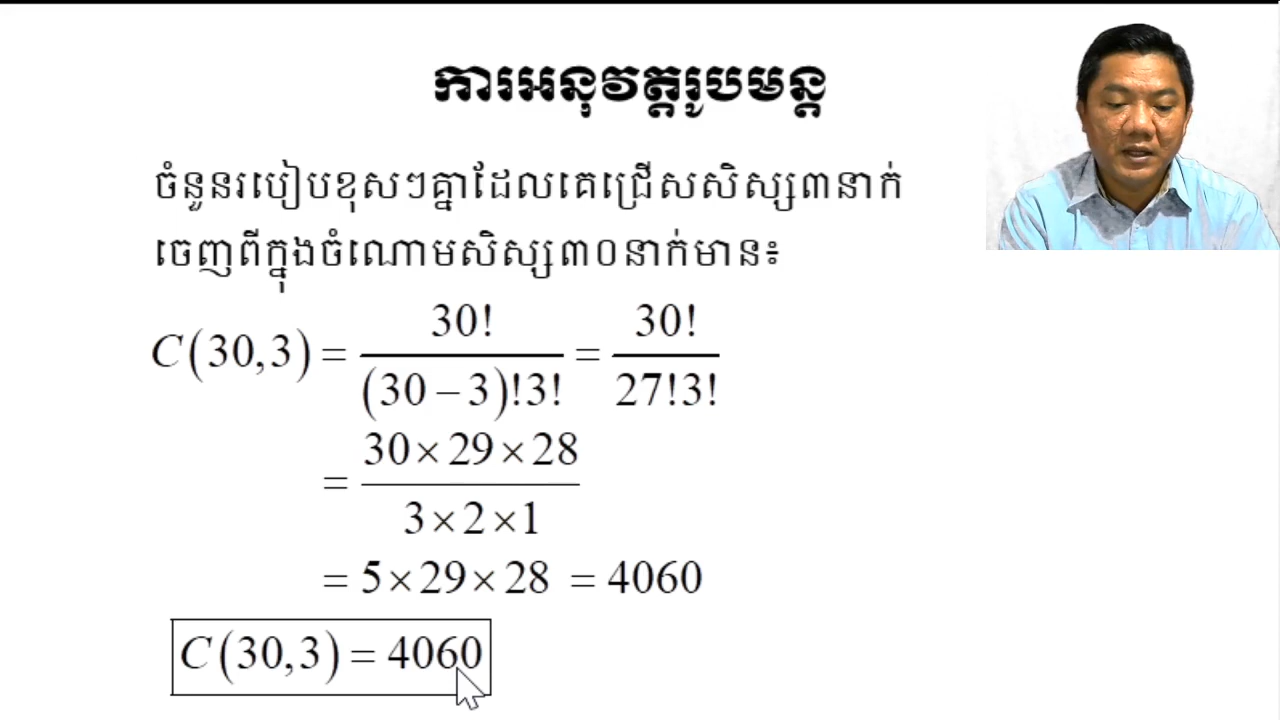 ការអនុវត្តរូបមន្ត
ចំនួនរបៀបខុសៗគ្នាដែលគេជ្រើសសិស្ស៣នាក់
ចេញពីក្នុងចំណោមសិស្ស៣០នាក់មាន៖
C(30,3) = 30! / (30 − 3)!3! = 30! / 27!3!
= 30 × 29 × 28 / 3 × 2 × 1
= 5 × 29 × 28 = 4060
C(30,3) = 4060